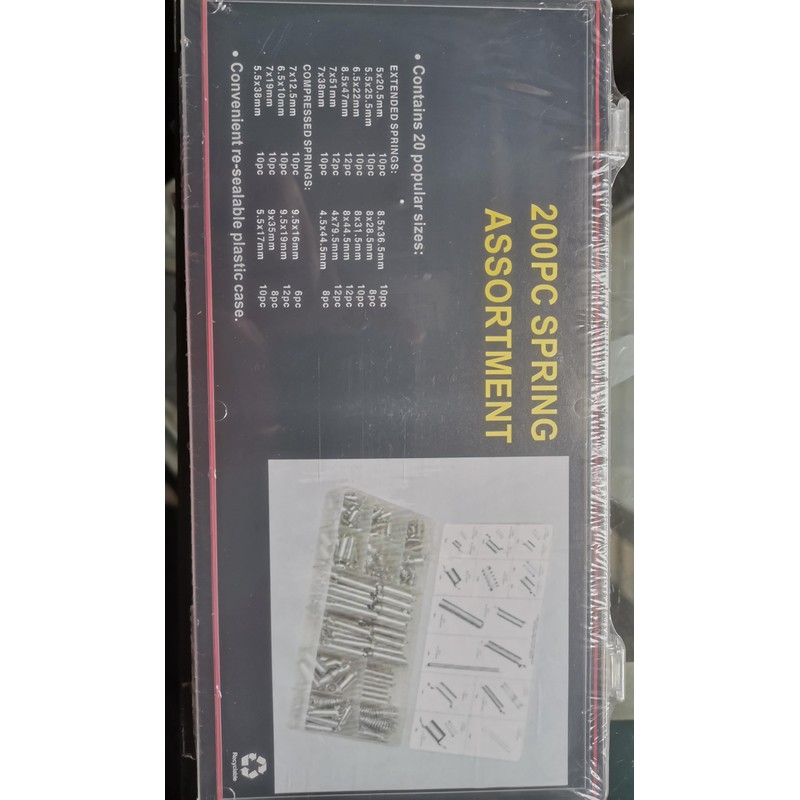 200PC SPRING
ASSORTMENT
• Contains 20 popular sizes:
EXTENDED SPRINGS:
5x20.5mm 10pc 8.5x36.5mm 10pc
5.5x25.5mm 10pc 8x28.5mm 8pc
6.5x22mm 10pc 8x31.5mm 10pc
8.5x47mm 12pc 8x44.5mm 12pc
7x51mm 12pc 4x79.5mm 12pc
7x38mm 10pc 4.5x44.5mm 8pc
COMPRESSED SPRINGS:
7x12.5mm 10pc 9.5x16mm 6pc
6.5x10mm 10pc 9.5x19mm 12pc
7x19mm 10pc 9x35mm 8pc
5.5x38mm 10pc 5.5x17mm 10pc
• Convenient re-sealable plastic case.
Recyclable